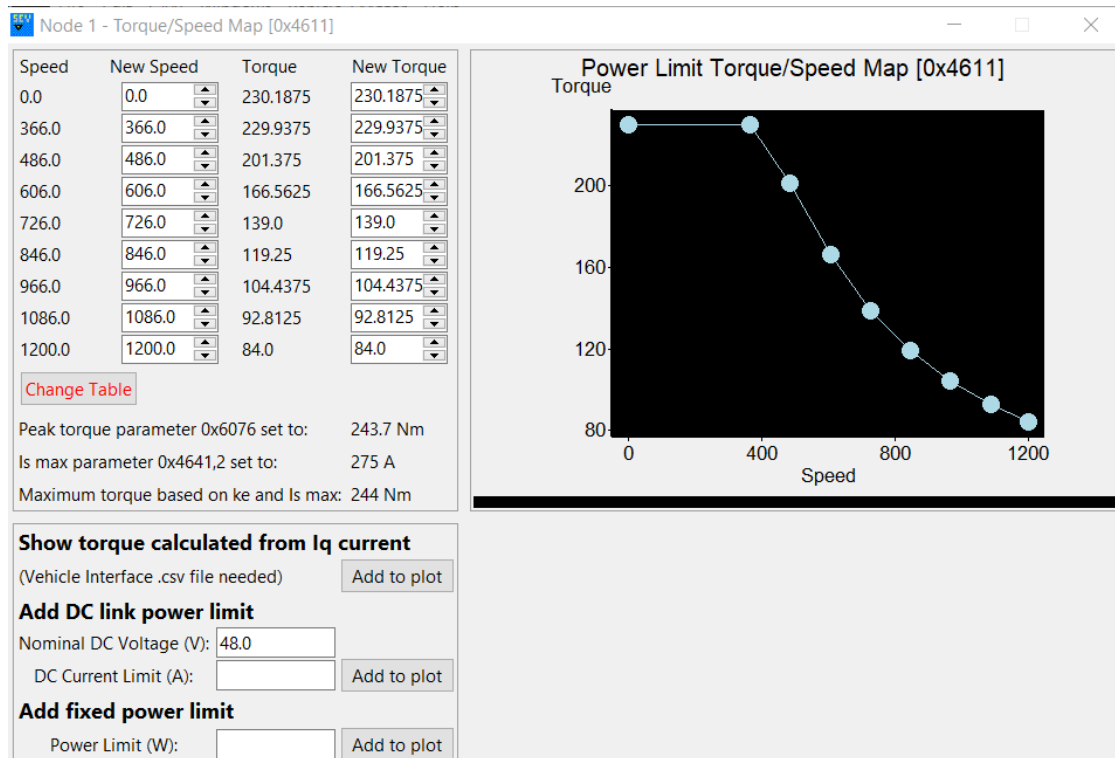 SEV
Node 1 - Torque/Speed Map [0x4611]
Speed New Speed Torque New Torque
0.0 0.0 230.1875 230.1875
366.0 366.0 229.9375 229.9375
486.0 486.0 201.375 201.375
606.0 606.0 166.5625 166.5625
726.0 726.0 139.0 139.0
846.0 846.0 119.25 119.25
966.0 966.0 104.4375 104.4375
1086.0 1086.0 92.8125 92.8125
1200.0 1200.0 84.0 84.0
Change Table
Peak torque parameter 0x6076 set to: 243.7 Nm
Is max parameter 0x4641,2 set to: 275 A
Maximum torque based on ke and Is max: 244 Nm
Show torque calculated from Iq current
(Vehicle Interface .csv file needed) Add to plot
Add DC link power limit
Nominal DC Voltage (V): 48.0
DC Current Limit (A): Add to plot
Add fixed power limit
Power Limit (W): Add to plot
Power Limit Torque/Speed Map [0x4611]
Torque
200
160
120
80
0 400 800 1200
Speed